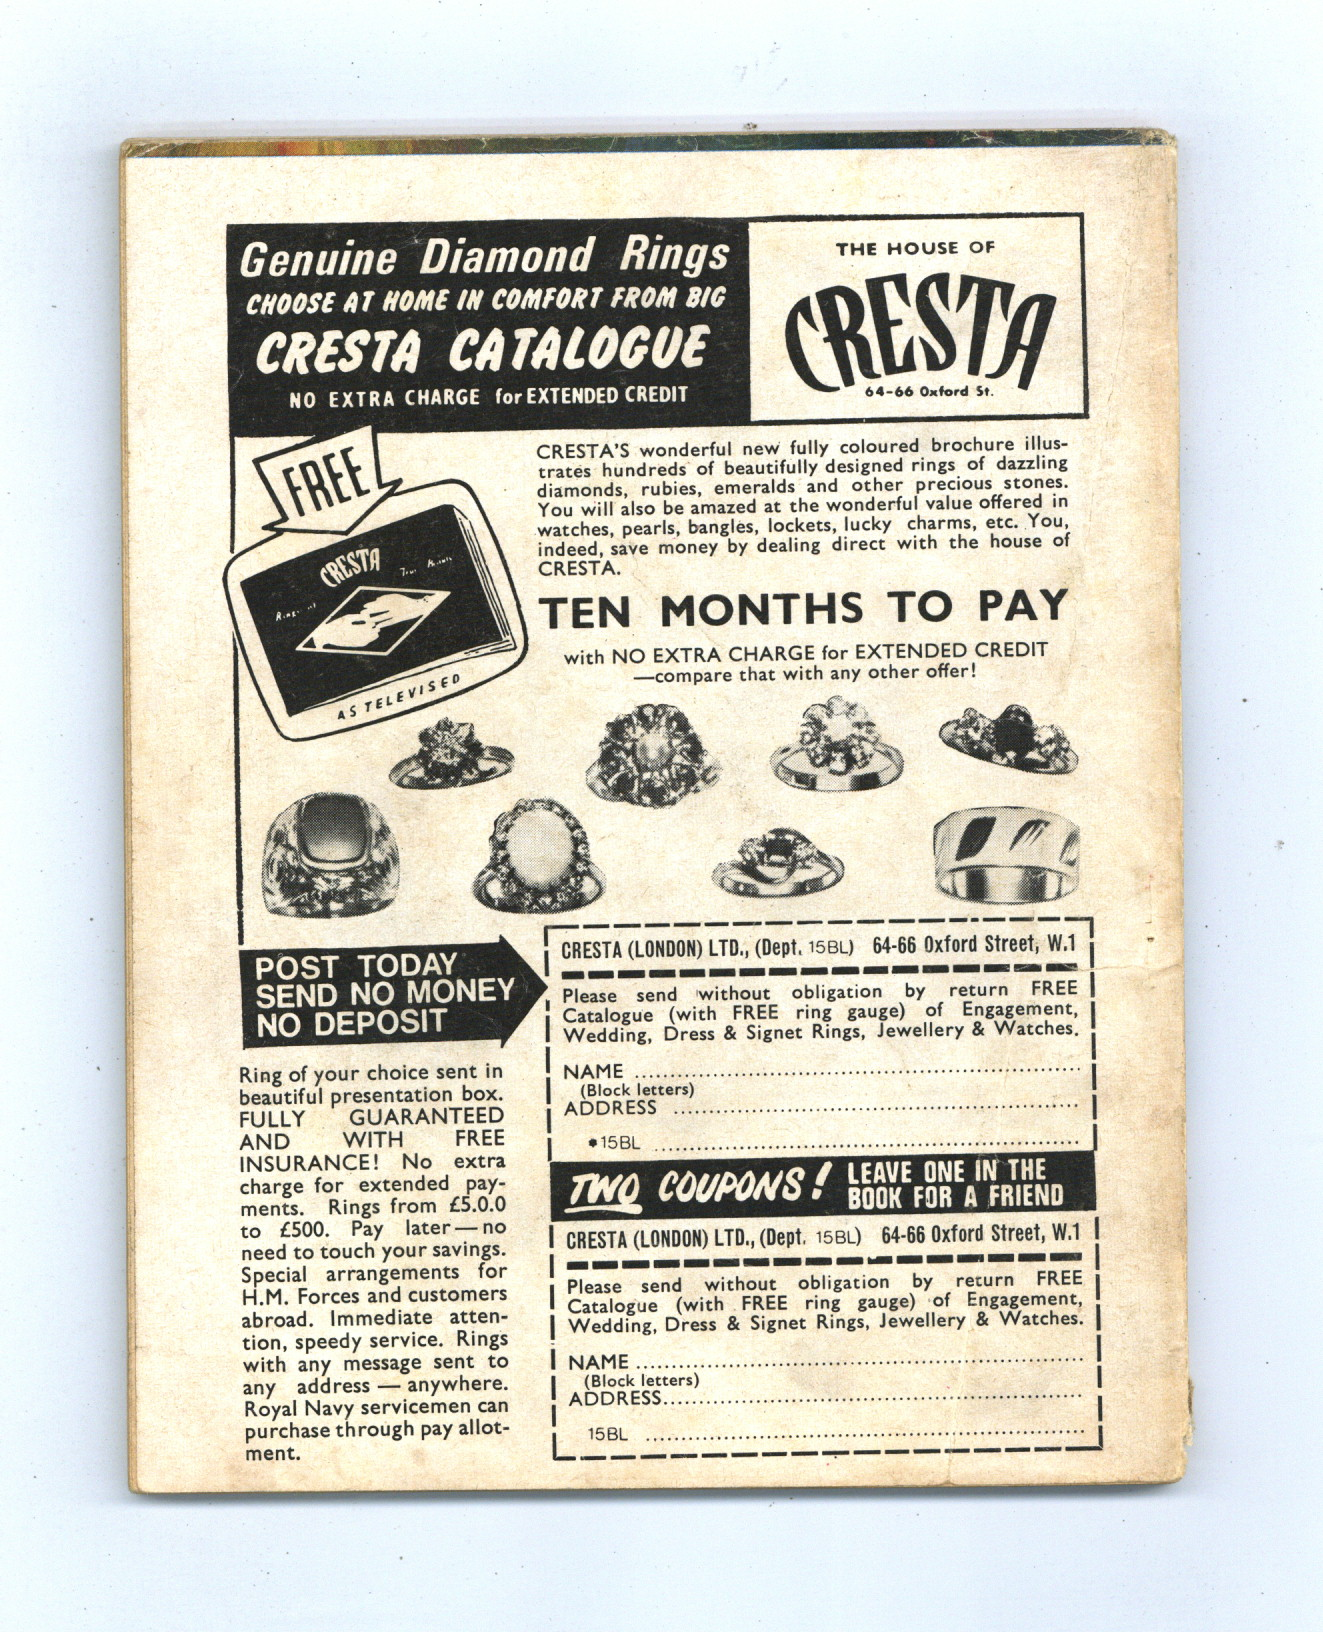 Genuine Diamond Rings
CHOOSE AT HOME IN COMFORT FROM BIG
CRESTA CATALOGUE
NO EXTRA CHARGE for EXTENDED CREDIT
THE HOUSE OF
CRESTA
64-66 Oxford St.
FREE
CRESTA
AS TELEVISED
CRESTA'S wonderful new fully coloured brochure illus-
trates hundreds of beautifully designed rings of dazzling
diamonds, rubies, emeralds and other precious stones.
You will also be amazed at the wonderful value offered in
watches, pearls, bangles, lockets, lucky charms, etc. You,
indeed, save money by dealing direct with the house of
CRESTA.
TEN MONTHS TO PAY
with NO EXTRA CHARGE for EXTENDED CREDIT
—compare that with any other offer!
POST TODAY
SEND NO MONEY
NO DEPOSIT
Ring of your choice sent in
beautiful presentation box.
FULLY GUARANTEED
AND WITH FREE
INSURANCE! No extra
charge for extended pay-
ments. Rings from £5.0.0
to £500. Pay later — no
need to touch your savings.
Special arrangements for
H.M. Forces and customers
abroad. Immediate atten-
tion, speedy service. Rings
with any message sent to
any address — anywhere.
Royal Navy servicemen can
purchase through pay allot-
ment.
CRESTA (LONDON) LTD., (Dept. 15BL) 64-66 Oxford Street, W.1
Please send without obligation by return FREE
Catalogue (with FREE ring gauge) of Engagement,
Wedding, Dress & Signet Rings, Jewellery & Watches.
NAME ..........
(Block letters)
ADDRESS ..........
•15BL ..........
TWO COUPONS! LEAVE ONE IN THE
BOOK FOR A FRIEND
CRESTA (LONDON) LTD., (Dept. 15BL) 64-66 Oxford Street, W.1
Please send without obligation by return FREE
Catalogue (with FREE ring gauge) of Engagement,
Wedding, Dress & Signet Rings, Jewellery & Watches.
NAME ..........
(Block letters)
ADDRESS..........
15BL ..........